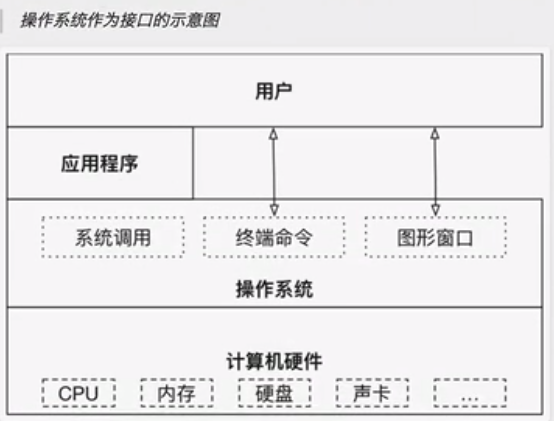 操作系统作为接口的示意图
用户
应用程序
系统调用 终端命令 图形窗口
操作系统
计算机硬件
CPU 内存 硬盘 声卡 ...